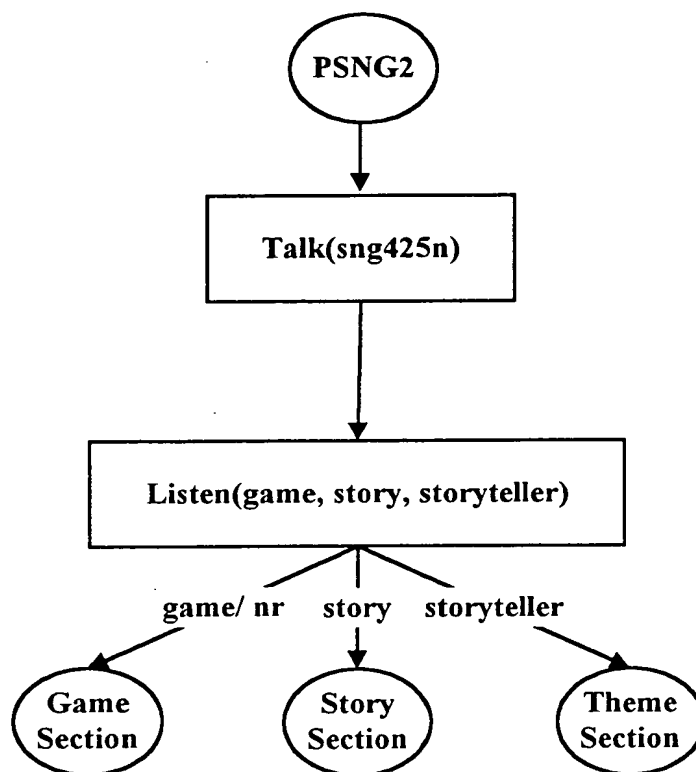 PSNG2
Talk(sng425n)
Listen(game, story, storyteller)
game/ nr story storyteller
Game Section
Story Section
Theme Section